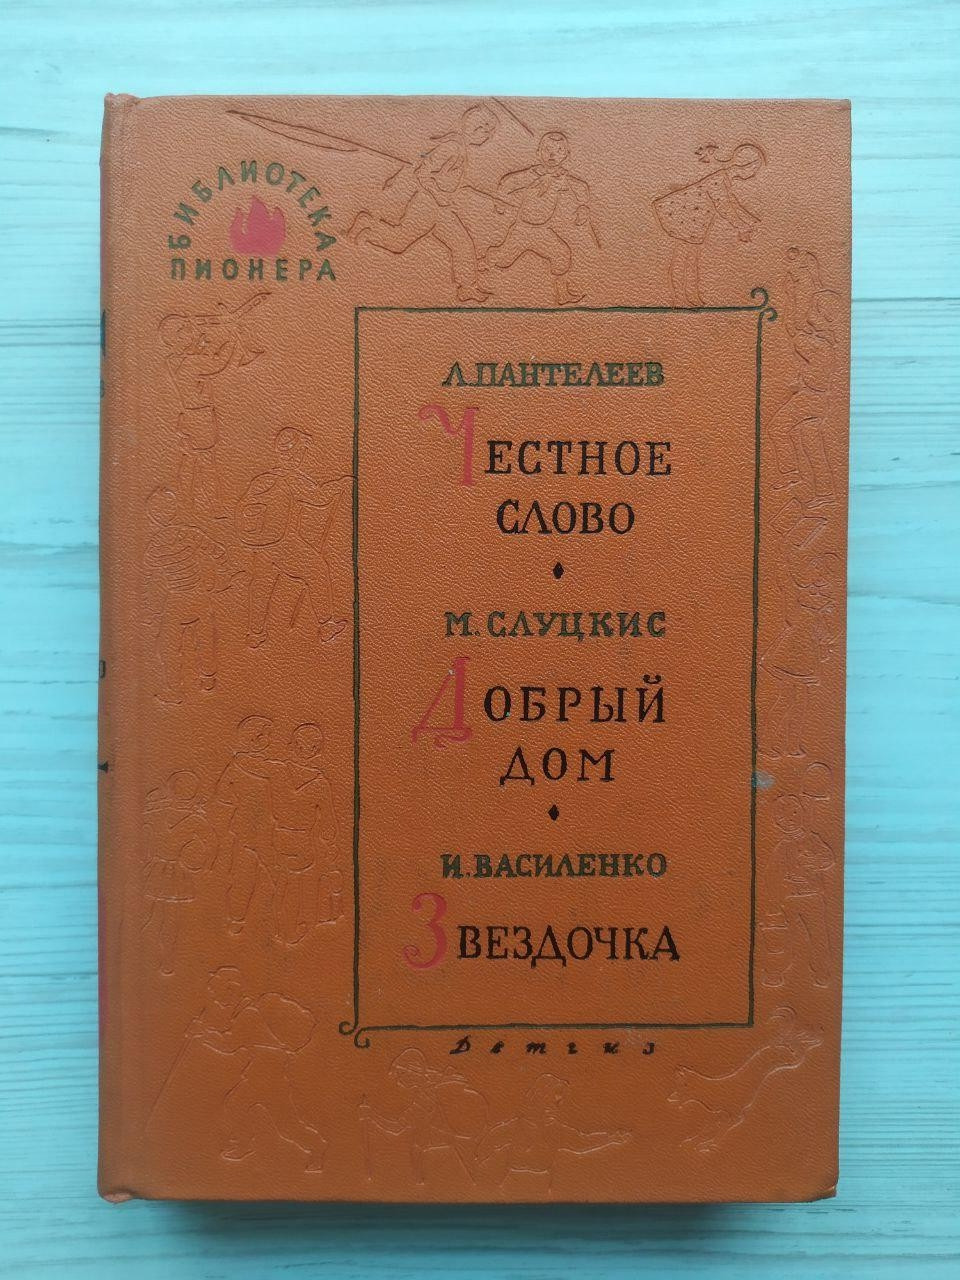 БИБЛИОТЕКА
ПИОНЕРА
Л.ПАНТЕЛЕЕВ
ЧЕСТНОЕ
СЛОВО
М.СЛУЦКИС
ДОБРЫЙ
ДОМ
И.ВАСИЛЕНКО
ЗВЕЗДОЧКА
Детгиз